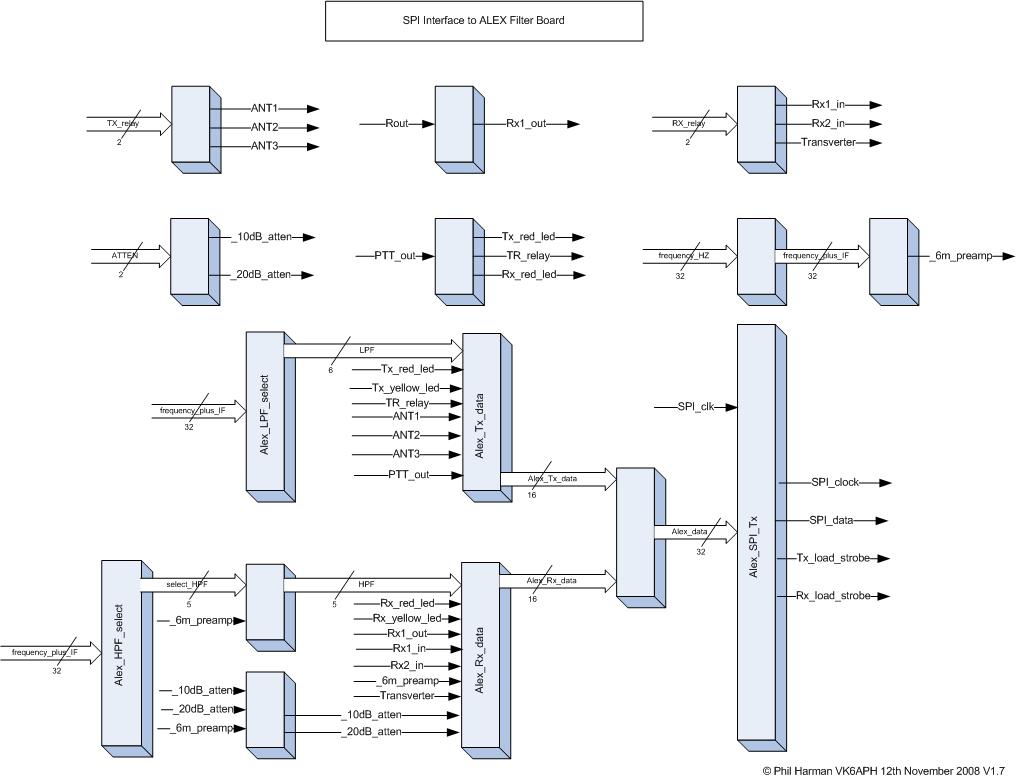 SPI Interface to ALEX Filter Board
TX_relay
2
ANT1
ANT2
ANT3
Rout
Rx1_out
RX_relay
2
Rx1_in
Rx2_in
Transverter
ATTEN
2
_10dB_atten
_20dB_atten
PTT_out
Tx_red_led
TR_relay
Rx_red_led
frequency_HZ
32
frequency_plus_IF
32
_6m_preamp
frequency_plus_IF
32
Alex_LPF_select
LPF
6
Tx_red_led
Tx_yellow_led
TR_relay
ANT1
ANT2
ANT3
PTT_out
Alex_Tx_data
Alex_Tx_data
16
frequency_plus_IF
32
Alex_HPF_select
select_HPF
5
_6m_preamp
HPF
5
_10dB_atten
_20dB_atten
_6m_preamp
Rx_red_led
Rx_yellow_led
Rx1_out
Rx1_in
Rx2_in
_6m_preamp
Transverter
_10dB_atten
_20dB_atten
Alex_Rx_data
Alex_Rx_data
16
Alex_data
32
SPI_clk
Alex_SPI_Tx
SPI_clock
SPI_data
Tx_load_strobe
Rx_load_strobe
© Phil Harman VK6APH 12th November 2008 V1.7